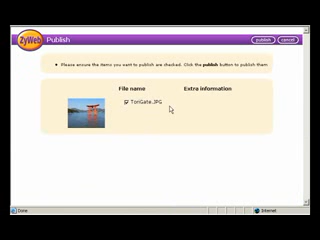 ZyWeb
Publish
publish
cancel
Please ensure the items you want to publish are checked. Click the publish button to publish them
File name
Extra information
ToriGate.JPG
Done
Internet